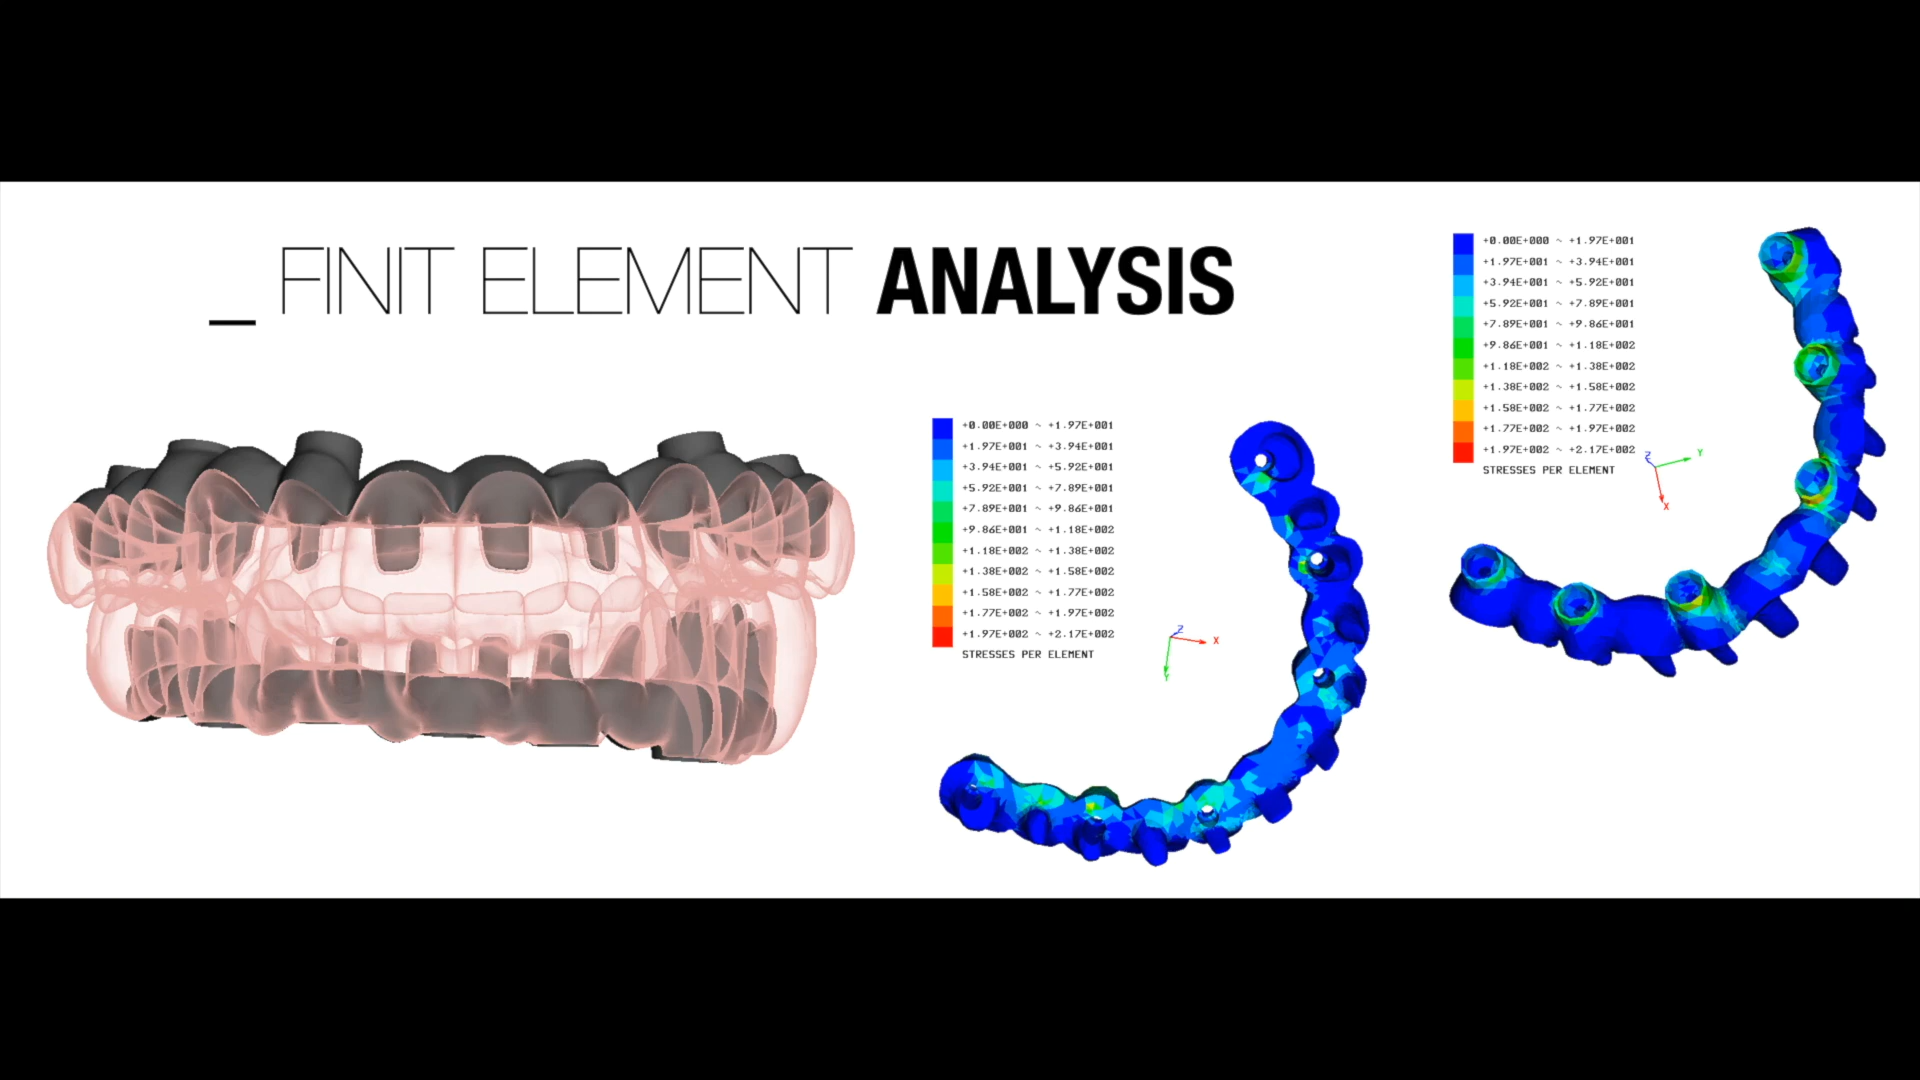 _ FINIT ELEMENT ANALYSIS
+0.00E+000 ~ +1.97E+001
+1.97E+001 ~ +3.94E+001
+3.94E+001 ~ +5.92E+001
+5.92E+001 ~ +7.89E+001
+7.89E+001 ~ +9.86E+001
+9.86E+001 ~ +1.18E+002
+1.18E+002 ~ +1.38E+002
+1.38E+002 ~ +1.58E+002
+1.58E+002 ~ +1.77E+002
+1.77E+002 ~ +1.97E+002
+1.97E+002 ~ +2.17E+002
STRESSES PER ELEMENT
Z
X
Y
+0.00E+000 ~ +1.97E+001
+1.97E+001 ~ +3.94E+001
+3.94E+001 ~ +5.92E+001
+5.92E+001 ~ +7.89E+001
+7.89E+001 ~ +9.86E+001
+9.86E+001 ~ +1.18E+002
+1.18E+002 ~ +1.38E+002
+1.38E+002 ~ +1.58E+002
+1.58E+002 ~ +1.77E+002
+1.77E+002 ~ +1.97E+002
+1.97E+002 ~ +2.17E+002
STRESSES PER ELEMENT
Z
Y
X